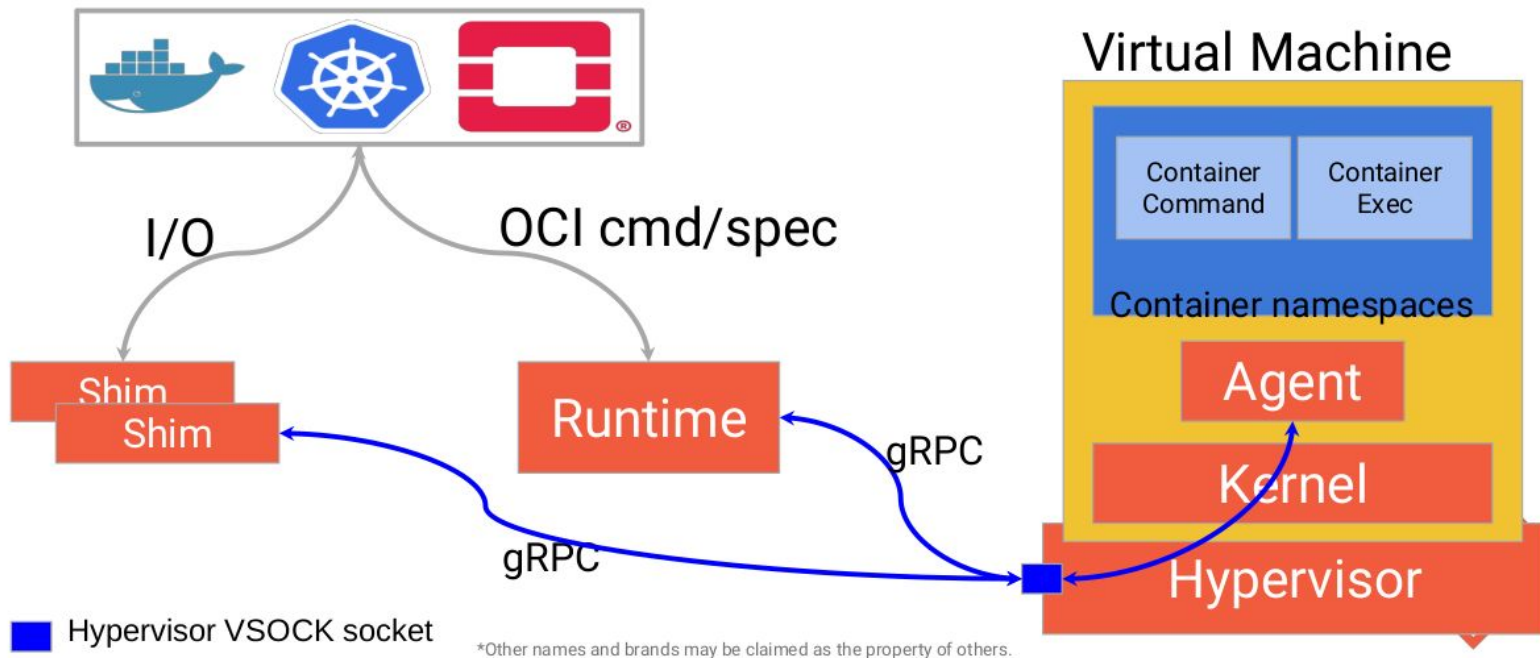 ®
Virtual Machine
Container
Command
Container
Exec
I/O
OCI cmd/spec
Container namespaces
Shim
Shim
Runtime
Agent
gRPC
Kernel
gRPC
Hypervisor
Hypervisor VSOCK socket
*Other names and brands may be claimed as the property of others.